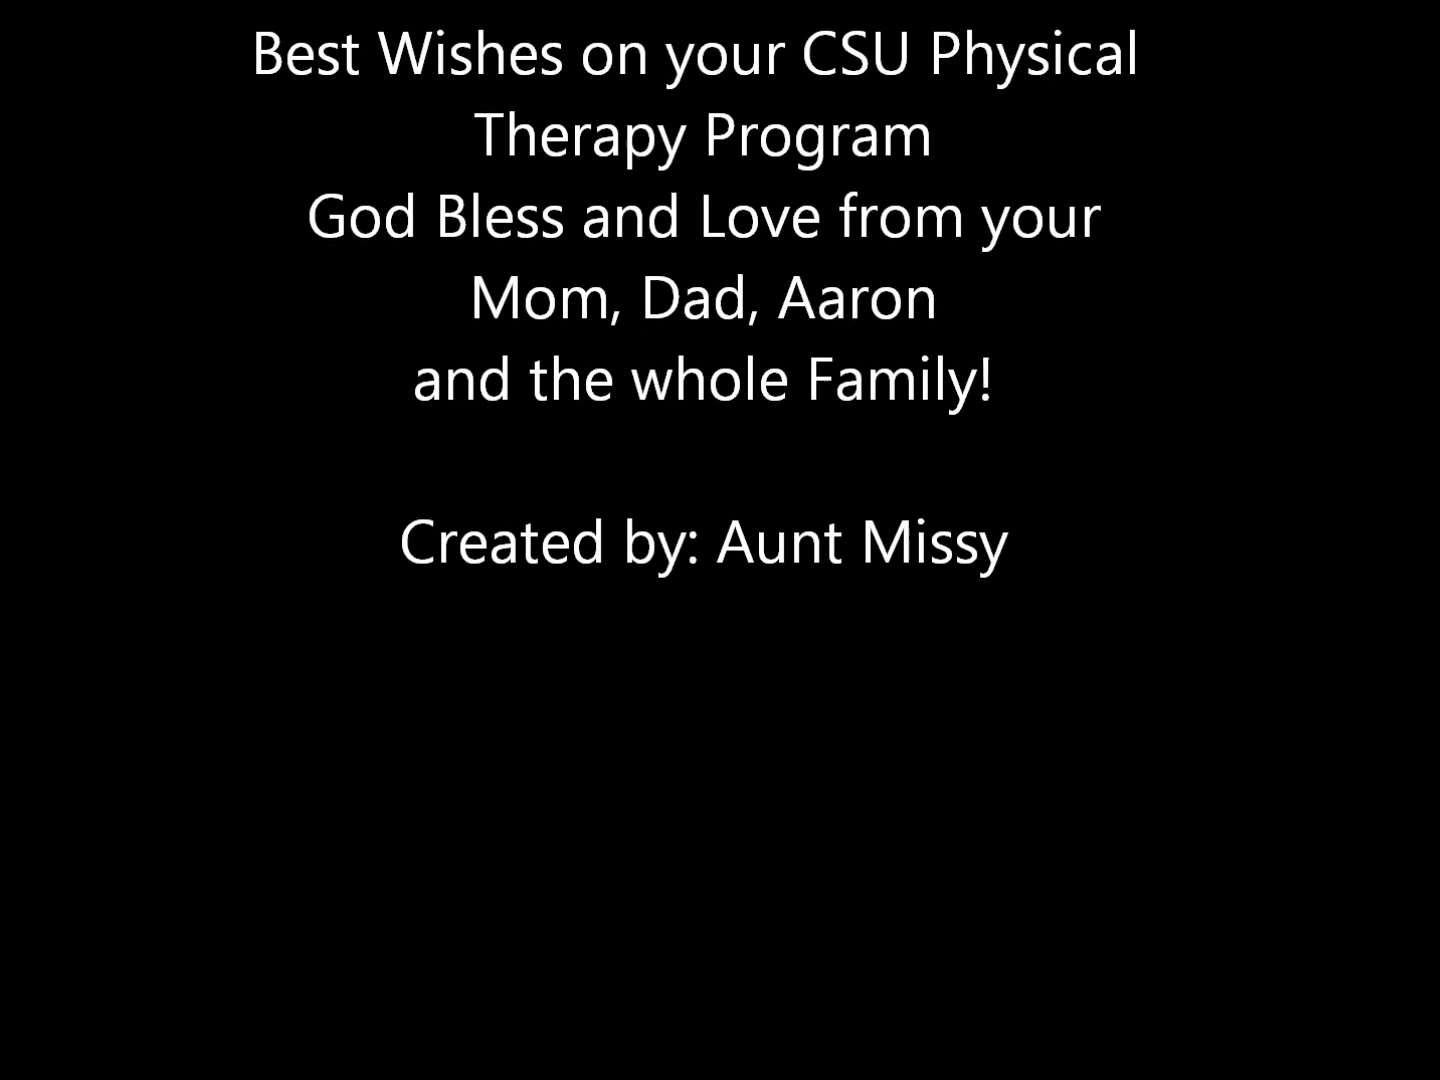 Best Wishes on your CSU Physical
Therapy Program
God Bless and Love from your
Mom, Dad, Aaron
and the whole Family!
Created by: Aunt Missy